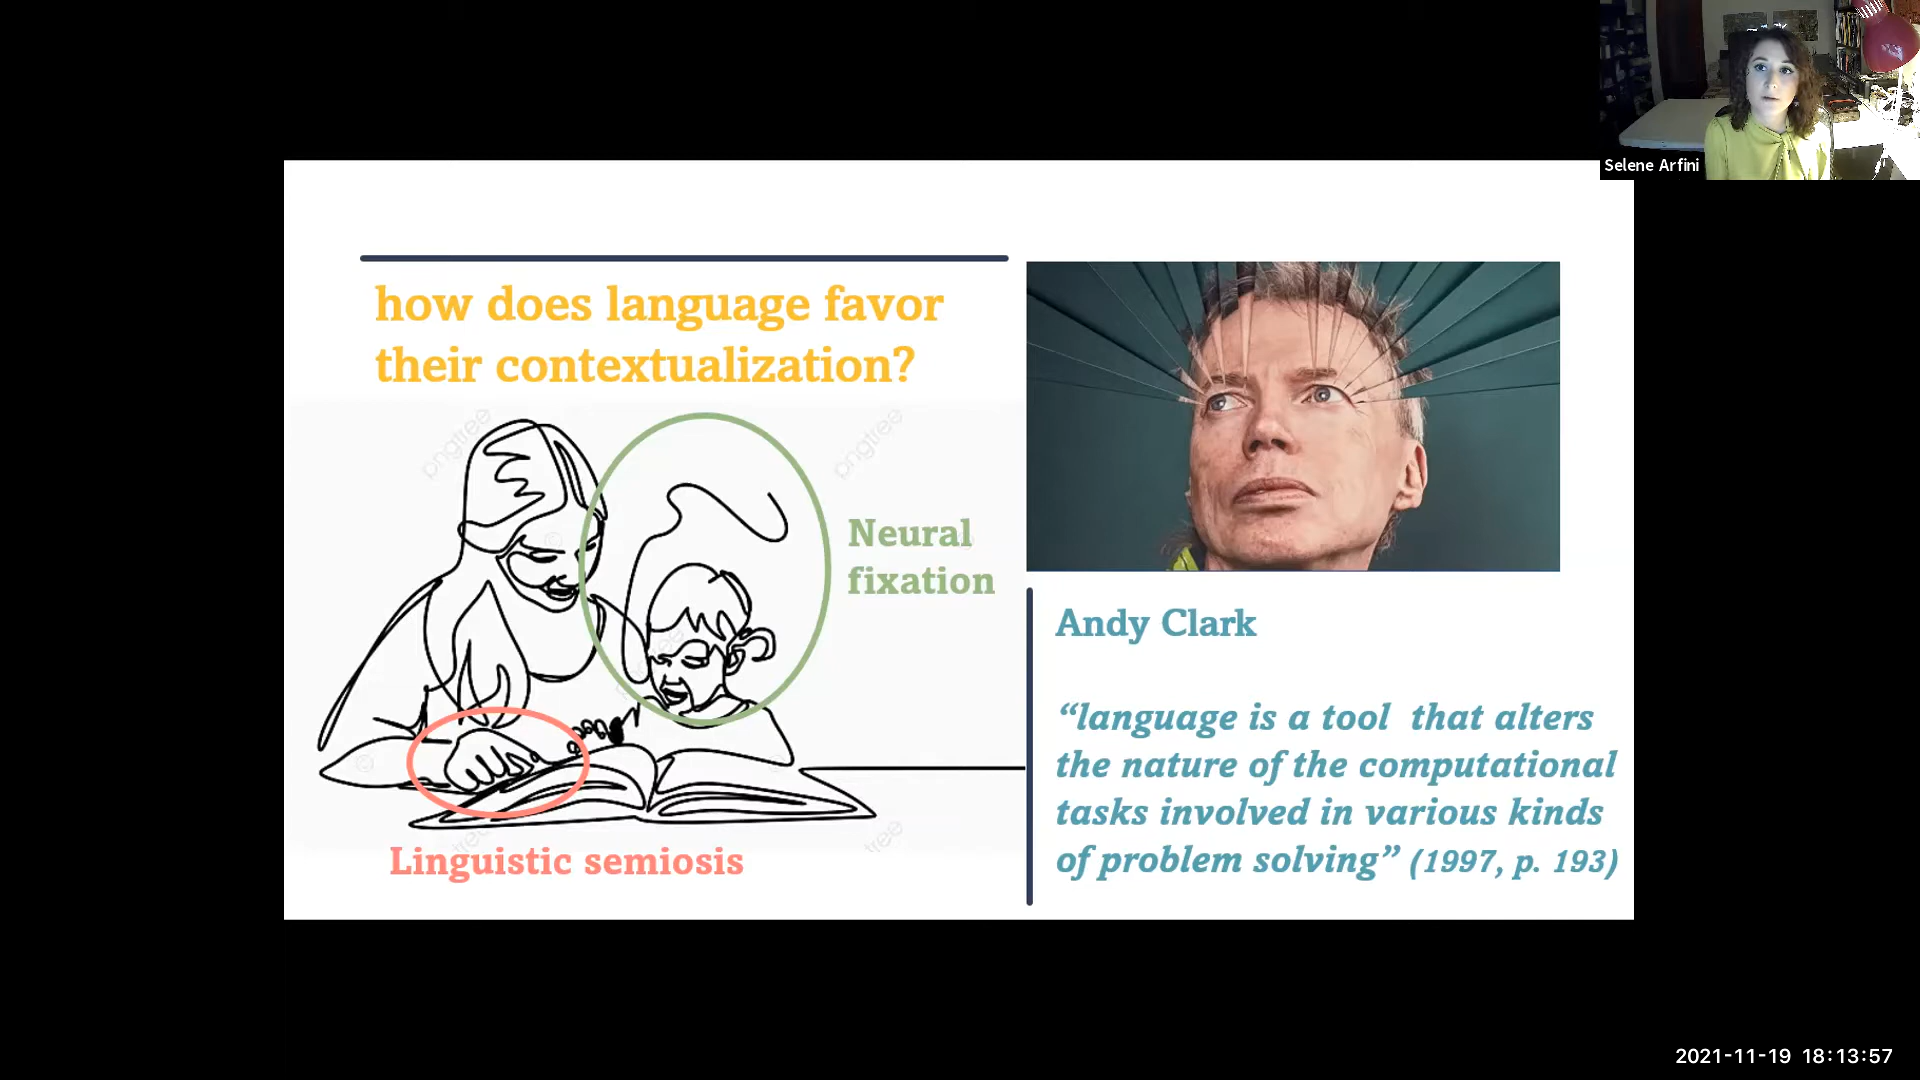 Selene Arfini
how does language favor
their contextualization?
pngtree
pngtree
Neural
fixation
Linguistic semiosis
Andy Clark
“language is a tool that alters
the nature of the computational
tasks involved in various kinds
of problem solving” (1997, p. 193)
2021-11-19 18:13:57